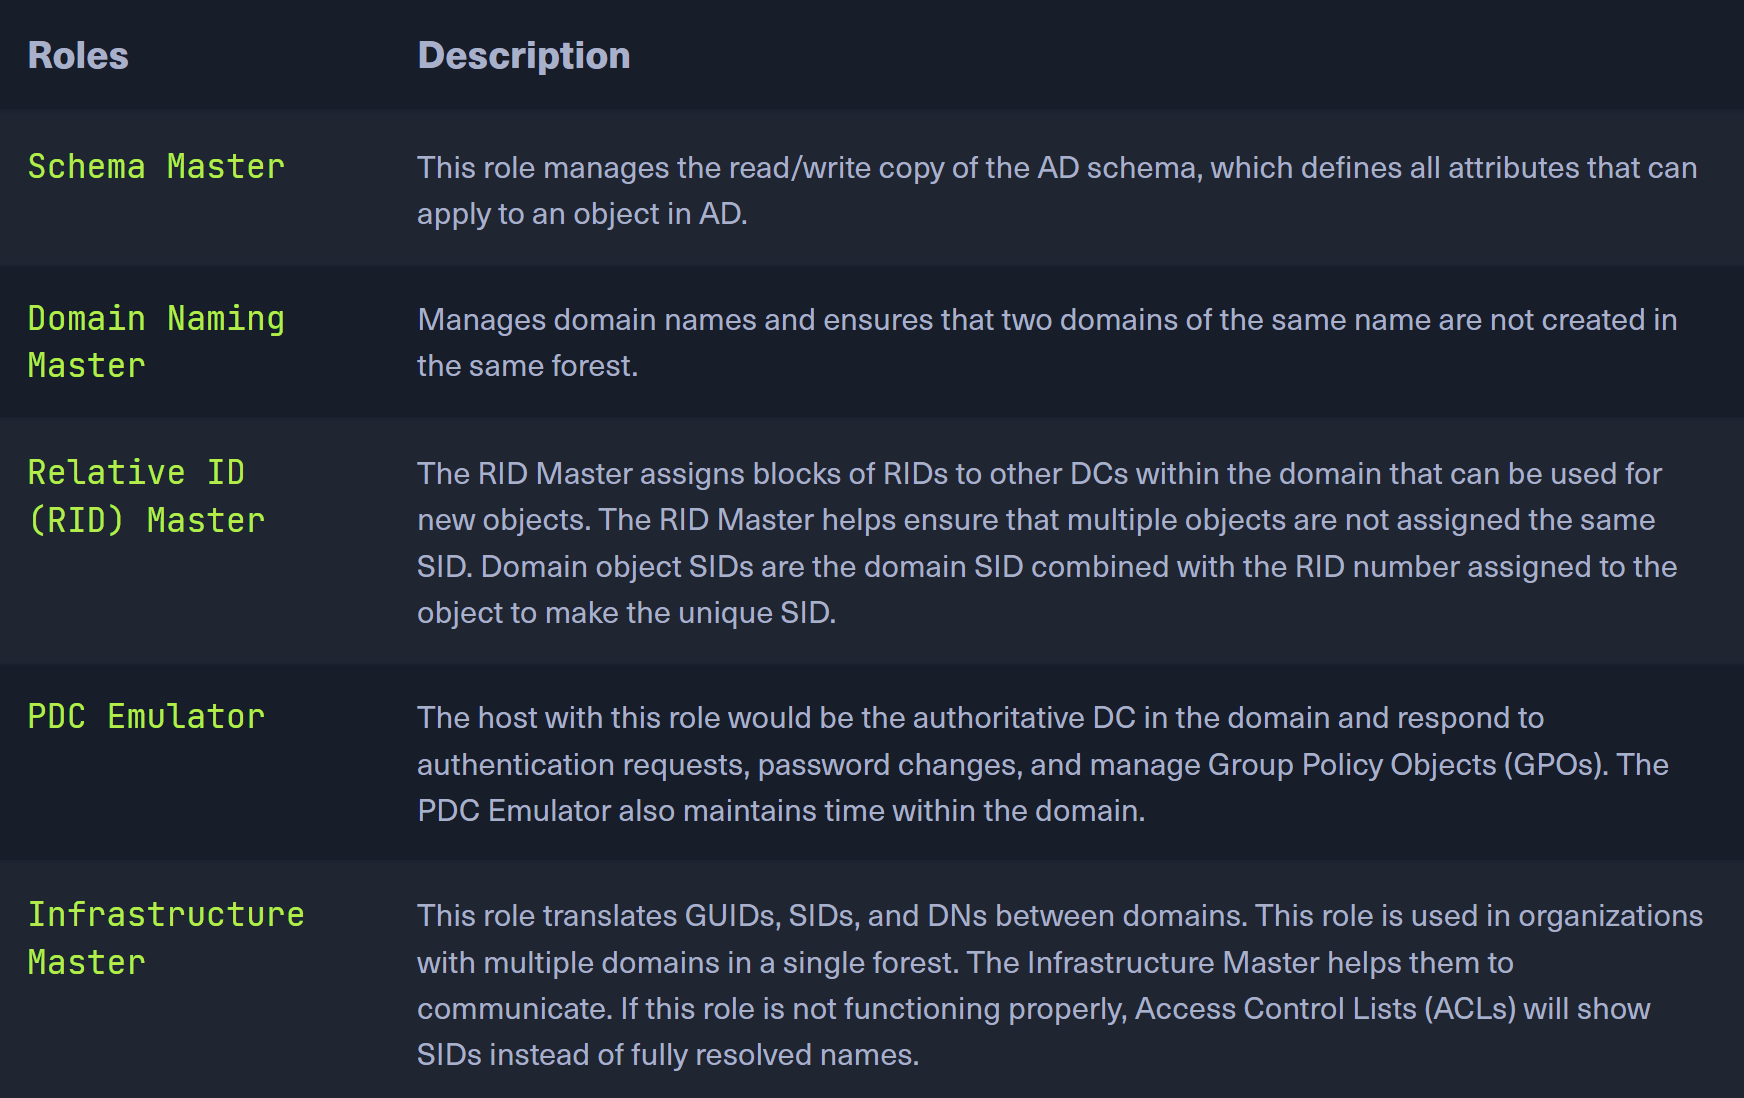 Roles
Description
Schema Master
This role manages the read/write copy of the AD schema, which defines all attributes that can
apply to an object in AD.
Domain Naming
Master
Manages domain names and ensures that two domains of the same name are not created in
the same forest.
Relative ID
(RID) Master
The RID Master assigns blocks of RIDs to other DCs within the domain that can be used for
new objects. The RID Master helps ensure that multiple objects are not assigned the same
SID. Domain object SIDs are the domain SID combined with the RID number assigned to the
object to make the unique SID.
PDC Emulator
The host with this role would be the authoritative DC in the domain and respond to
authentication requests, password changes, and manage Group Policy Objects (GPOs). The
PDC Emulator also maintains time within the domain.
Infrastructure
Master
This role translates GUIDs, SIDs, and DNs between domains. This role is used in organizations
with multiple domains in a single forest. The Infrastructure Master helps them to
communicate. If this role is not functioning properly, Access Control Lists (ACLs) will show
SIDs instead of fully resolved names.